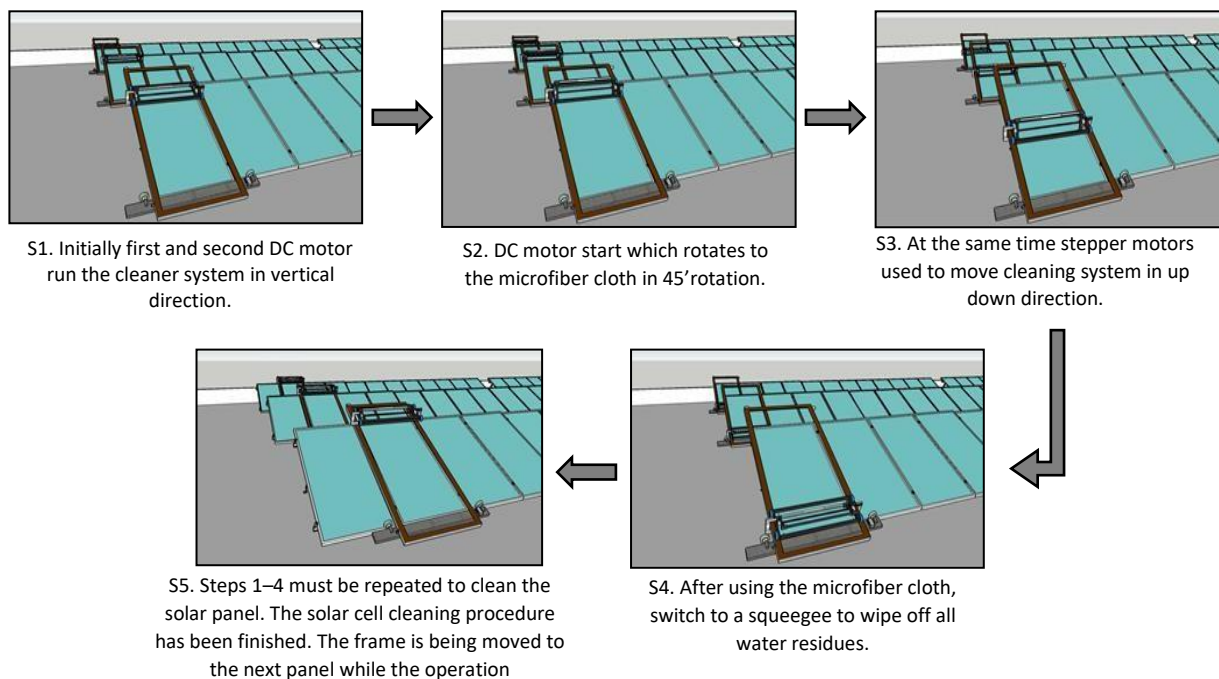 S1. Initially first and second DC motor
run the cleaner system in vertical
direction.
S2. DC motor start which rotates to
the microfiber cloth in 45'rotation.
S3. At the same time stepper motors
used to move cleaning system in up
down direction.
S4. After using the microfiber cloth,
switch to a squeegee to wipe off all
water residues.
S5. Steps 1–4 must be repeated to clean the
solar panel. The solar cell cleaning procedure
has been finished. The frame is being moved to
the next panel while the operation